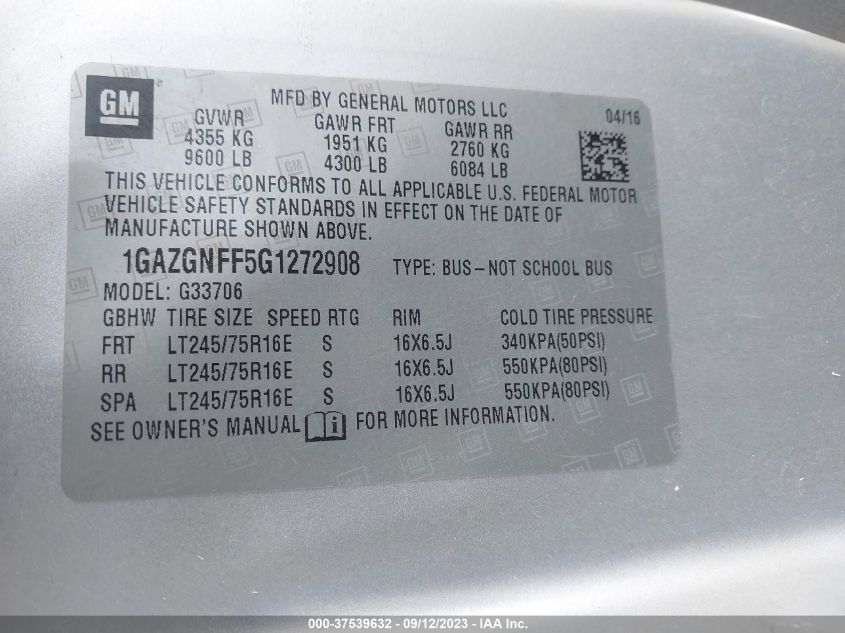 GM
MFD BY GENERAL MOTORS LLC
04/16
GVWR GAWR FRT GAWR RR
4355 KG 1951 KG 2760 KG
9600 LB 4300 LB 6084 LB
THIS VEHICLE CONFORMS TO ALL APPLICABLE U.S. FEDERAL MOTOR
VEHICLE SAFETY STANDARDS IN EFFECT ON THE DATE OF
MANUFACTURE SHOWN ABOVE.
1GAZGNFF5G1272908 TYPE: BUS-NOT SCHOOL BUS
MODEL: G33706
GBHW TIRE SIZE SPEED RTG RIM COLD TIRE PRESSURE
FRT LT245/75R16E S 16X6.5J 340KPA(50PSI)
RR LT245/75R16E S 16X6.5J 550KPA(80PSI)
SPA LT245/75R16E S 16X6.5J 550KPA(80PSI)
SEE OWNER'S MANUAL i FOR MORE INFORMATION.
000-37539632 - 09/12/2023 - IAA Inc.